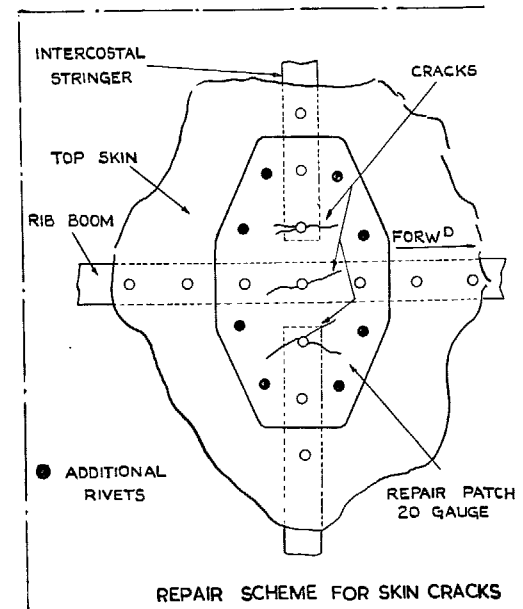 INTERCOSTAL
STRINGER
CRACKS
TOP SKIN
RIB BOOM
FORWD
ADDITIONAL
RIVETS
REPAIR PATCH
20 GAUGE
REPAIR SCHEME FOR SKIN CRACKS